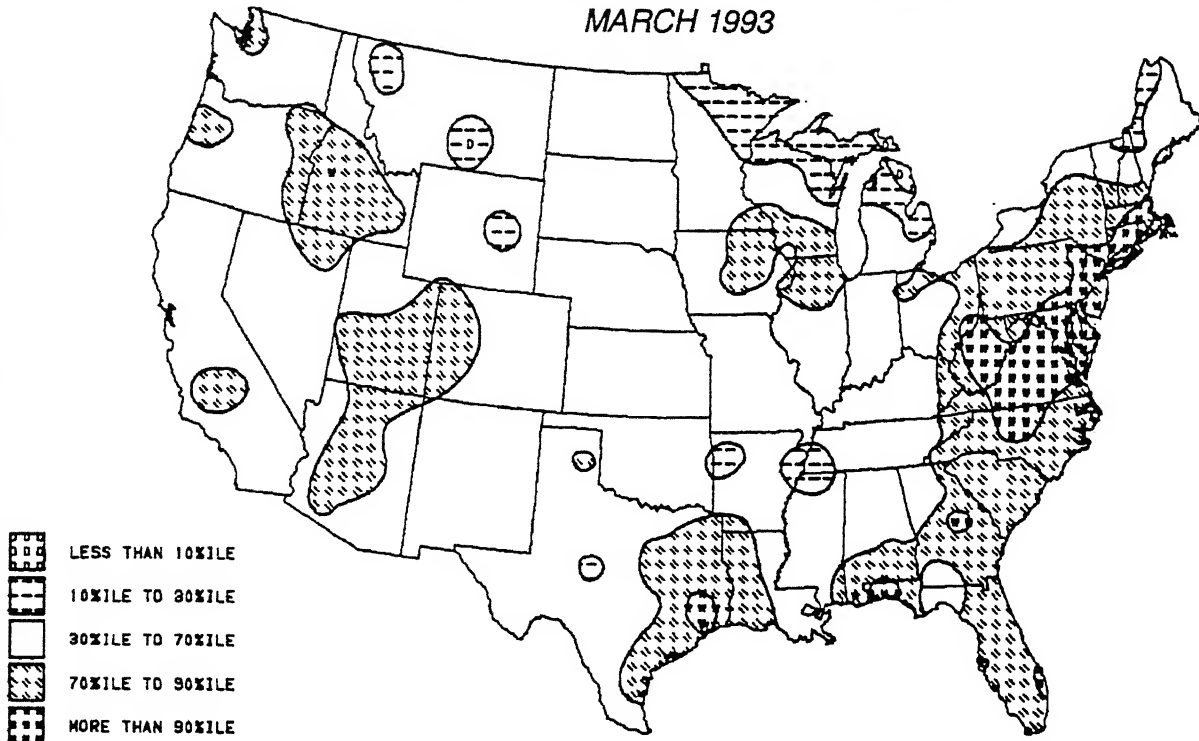 MARCH 1993
D
LESS THAN 10%ILE
10%ILE TO 30%ILE
30%ILE TO 70%ILE
70%ILE TO 90%ILE
MORE THAN 90%ILE